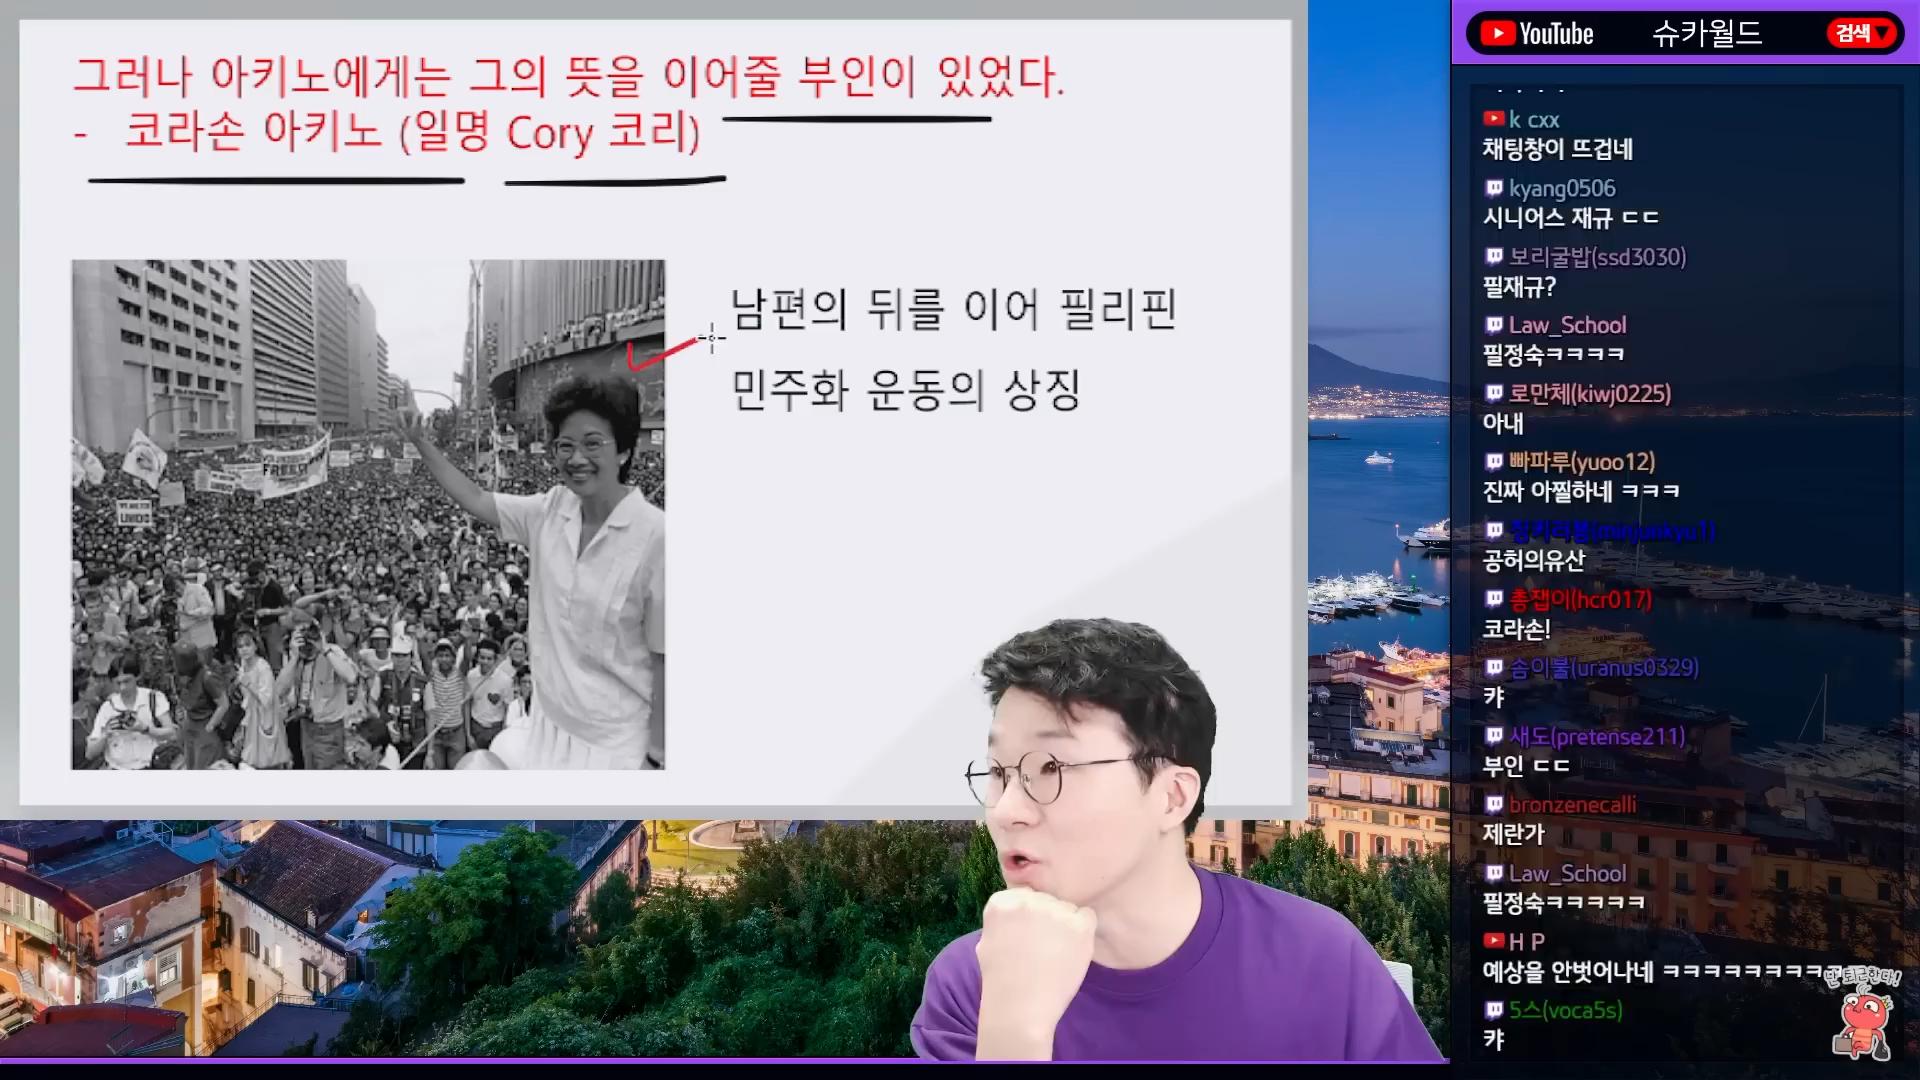 그러나 아키노에게는 그의 뜻을 이어줄 부인이 있었다.
- 코라손 아키노 (일명 Cory 코리)
남편의 뒤를 이어 필리핀
민주화 운동의 상징
YouTube 슈카월드 검색
k cxx
채팅창이 뜨겁네
kyang0506
시니어스 재규 ㄷㄷ
보리굴밥(ssd3030)
필재규?
Law_School
필정숙ㅋㅋㅋㅋ
로만체(kiwj0225)
아내
빠파루(yuoo12)
진짜 아찔하네 ㅋㅋㅋ
(minjunkyu1)
공허의유산
총잽이(hcr017)
코라손!
솜이불(uranus0329)
캬
새도(pretense211)
부인 ㄷㄷ
bronzenecalli
제란가
Law_School
필정숙ㅋㅋㅋㅋㅋ
H P
예상을 안벗어나네 ㅋㅋㅋㅋㅋㅋㅋㅋ
난 퇴근한다!
5스(voca5s)
캬